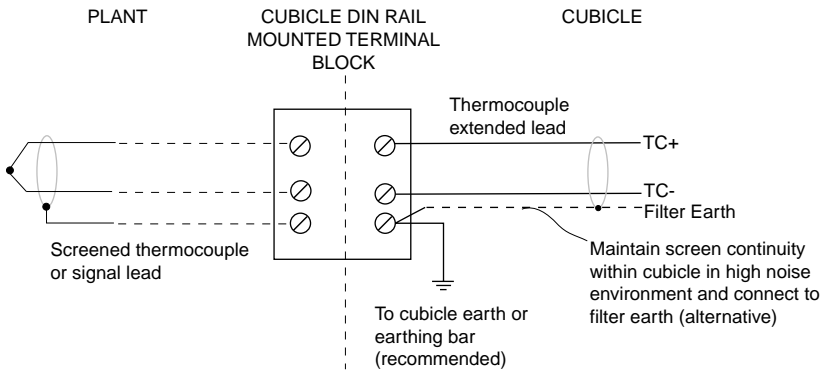 PLANT
CUBICLE DIN RAIL
MOUNTED TERMINAL
BLOCK
CUBICLE
Thermocouple
extended lead
TC+
TC-
Filter Earth
Screened thermocouple
or signal lead
Maintain screen continuity
within cubicle in high noise
environment and connect to
filter earth (alternative)
To cubicle earth or
earthing bar
(recommended)